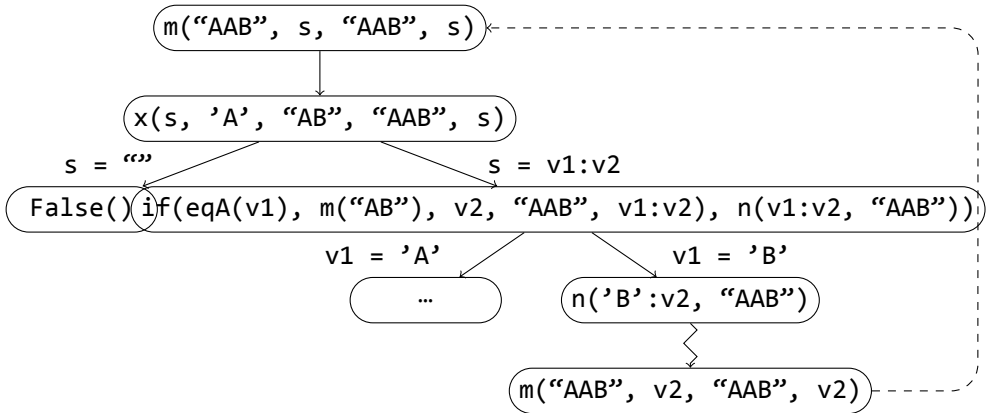 m(“AAB”, s, “AAB”, s)
x(s, ’A’, “AB”, “AAB”, s)
s = “”
s = v1:v2
False()
if(eqA(v1), m(“AB”), v2, “AAB”, v1:v2), n(v1:v2, “AAB”))
v1 = ’A’
v1 = ’B’
…
n(’B’:v2, “AAB”)
m(“AAB”, v2, “AAB”, v2)